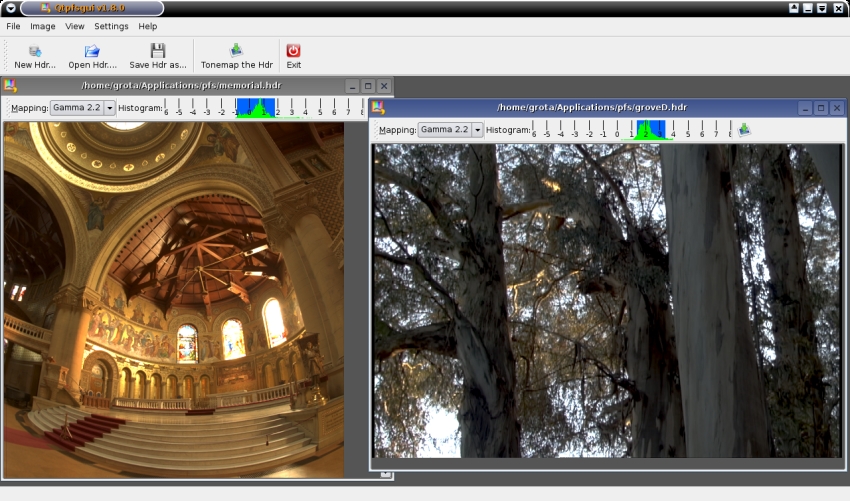 Qtpfsgui v1.8.0
File Image View Settings Help
New Hdr... Open Hdr.... Save Hdr as... Tonemap the Hdr Exit
/home/grota/Applications/pfs/memorial.hdr
Mapping: Gamma 2.2 Histogram: -6 -5 -4 -3 -2 -1 0 1 2 3 4 5 6 7 8
/home/grota/Applications/pfs/groveD.hdr
Mapping: Gamma 2.2 Histogram: -6 -5 -4 -3 -2 -1 -0 1 2 3 4 5 6 7 8